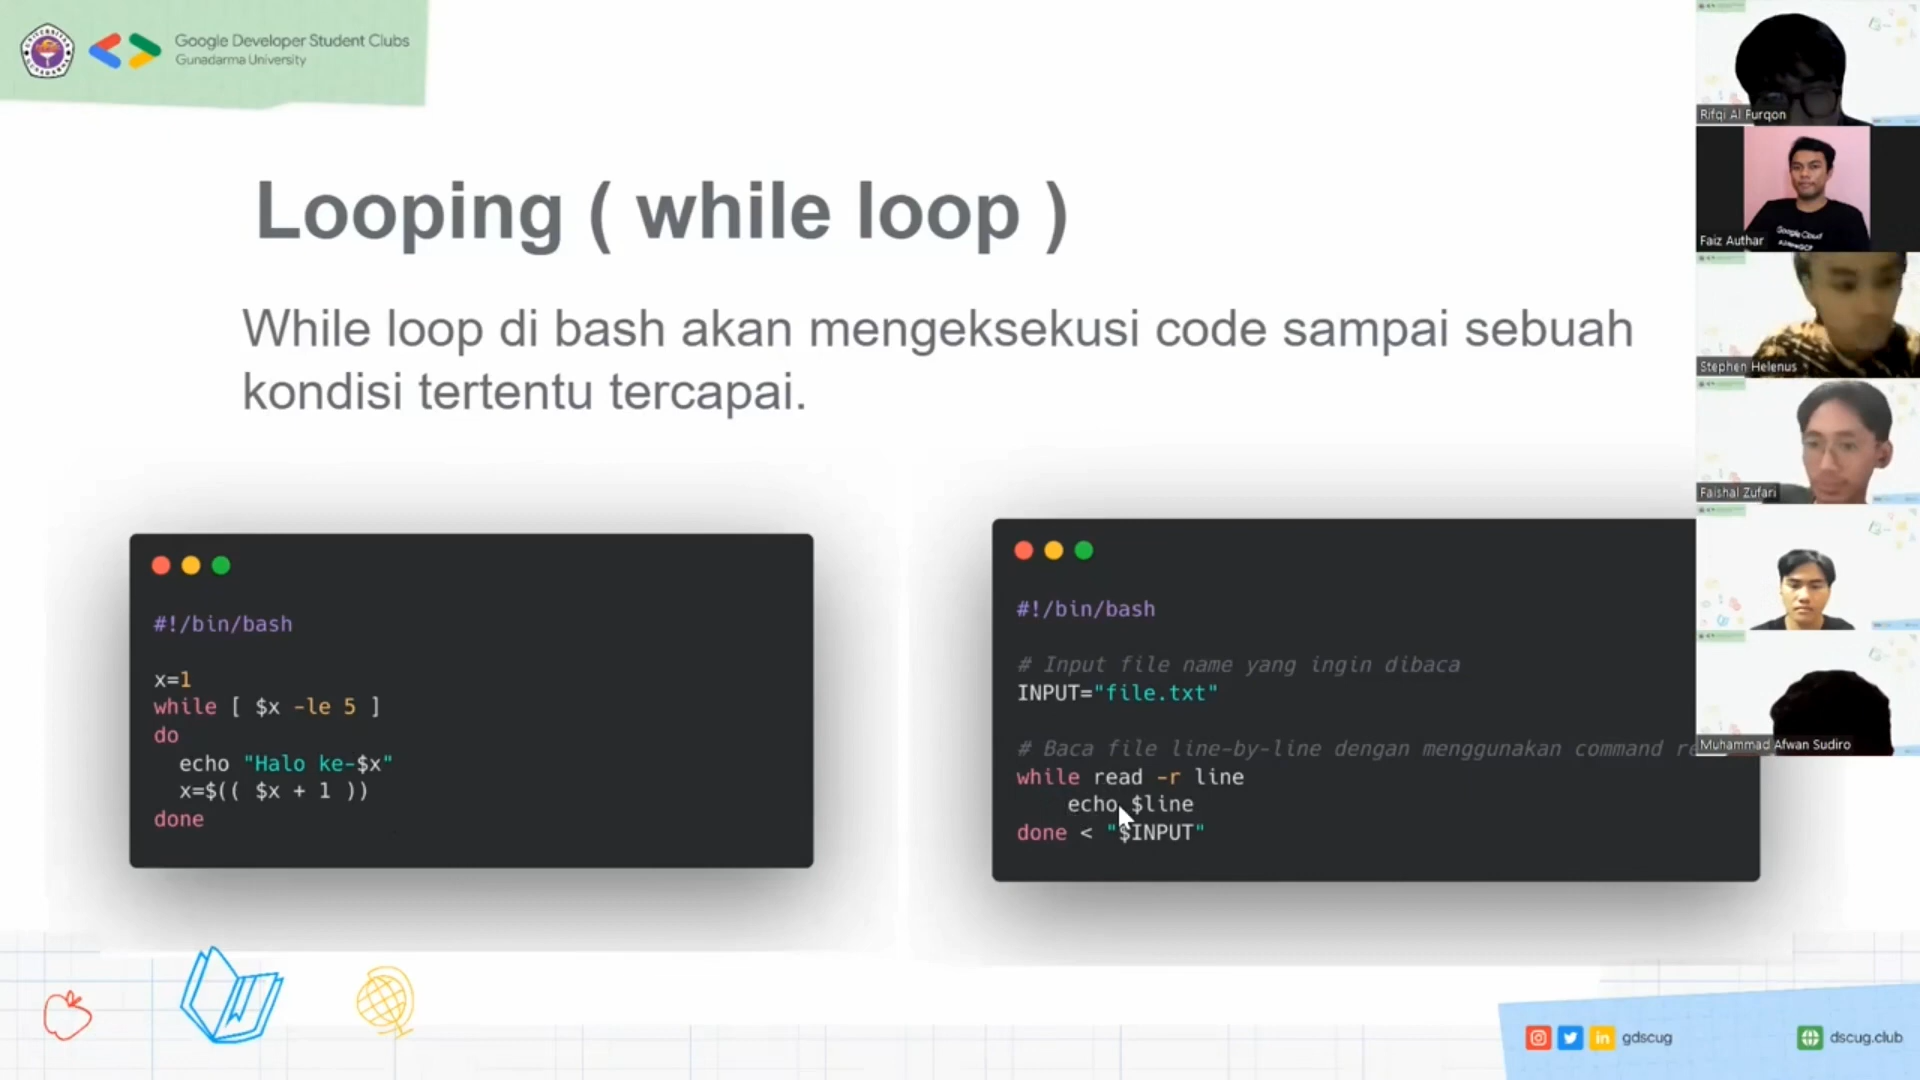 Google Developer Student Clubs
Gunadarma University
Looping ( while loop )
While loop di bash akan mengeksekusi code sampai sebuah
kondisi tertentu tercapai.
#!/bin/bash
x=1
while [ $x -le 5 ]
do
echo "Halo ke-$x"
x=$(( $x + 1 ))
done
#!/bin/bash
# Input file name yang ingin dibaca
INPUT="file.txt"
# Baca file line-by-line dengan menggunakan command
while read -r line
echo $line
done < "$INPUT"
gdscug
dscug.club
Rifqi Al Furqon
Faiz Authar
Google Cloud
Stephen Helenus
Faishal Zufari
Muhammad Afwan Sudiro